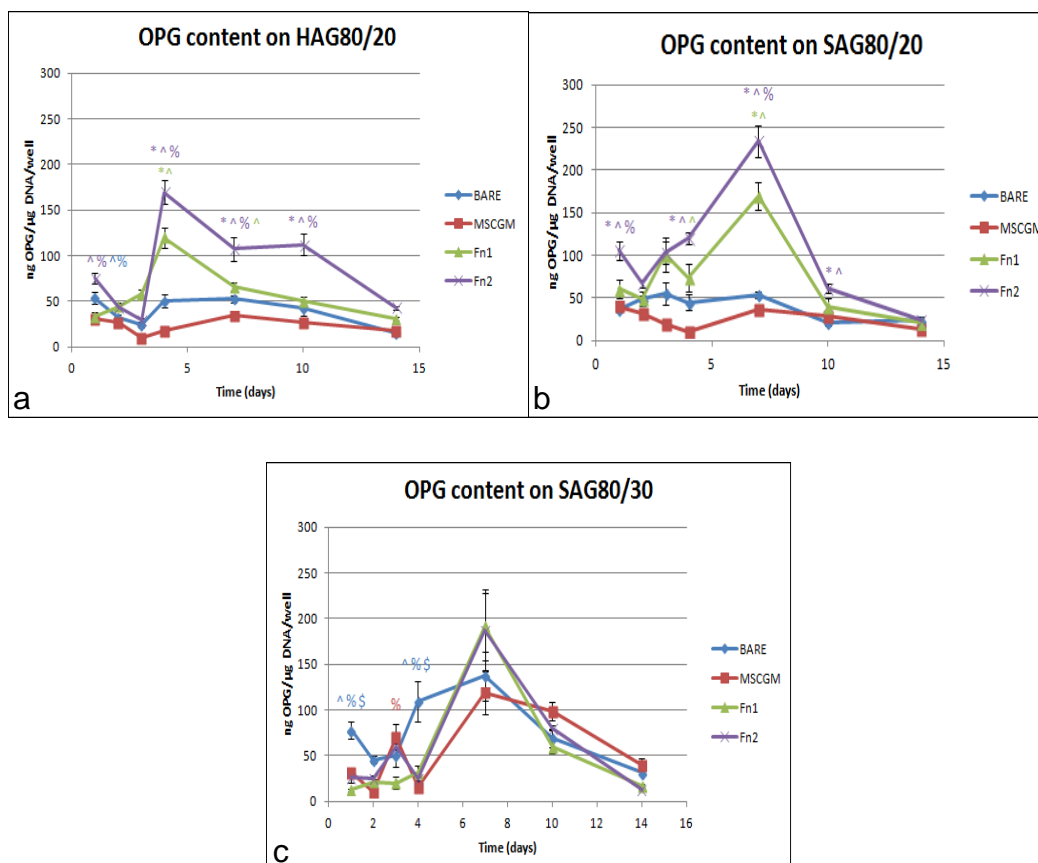 OPG content on HAG80/20
ng OPG/µg DNA/well
300
250
200
150
100
50
0
* ^ %
* ^
* ^ % ^
* ^ %
^ % ^ %
0 5 10 15
Time (days)
BARE
MSCGM
Fn1
Fn2
a
OPG content on SAG80/20
ng OPG/µg DNA/well
300
250
200
150
100
50
0
* ^ %
* ^
* ^ %
* ^ ^
* ^
0 5 10 15
Time (days)
BARE
MSCGM
Fn1
Fn2
b
OPG content on SAG80/30
ng OPG/µg DNA/well
300
250
200
150
100
50
0
^ % $
^ % $
%
0 2 4 6 8 10 12 14 16
Time (days)
BARE
MSCGM
Fn1
Fn2
c